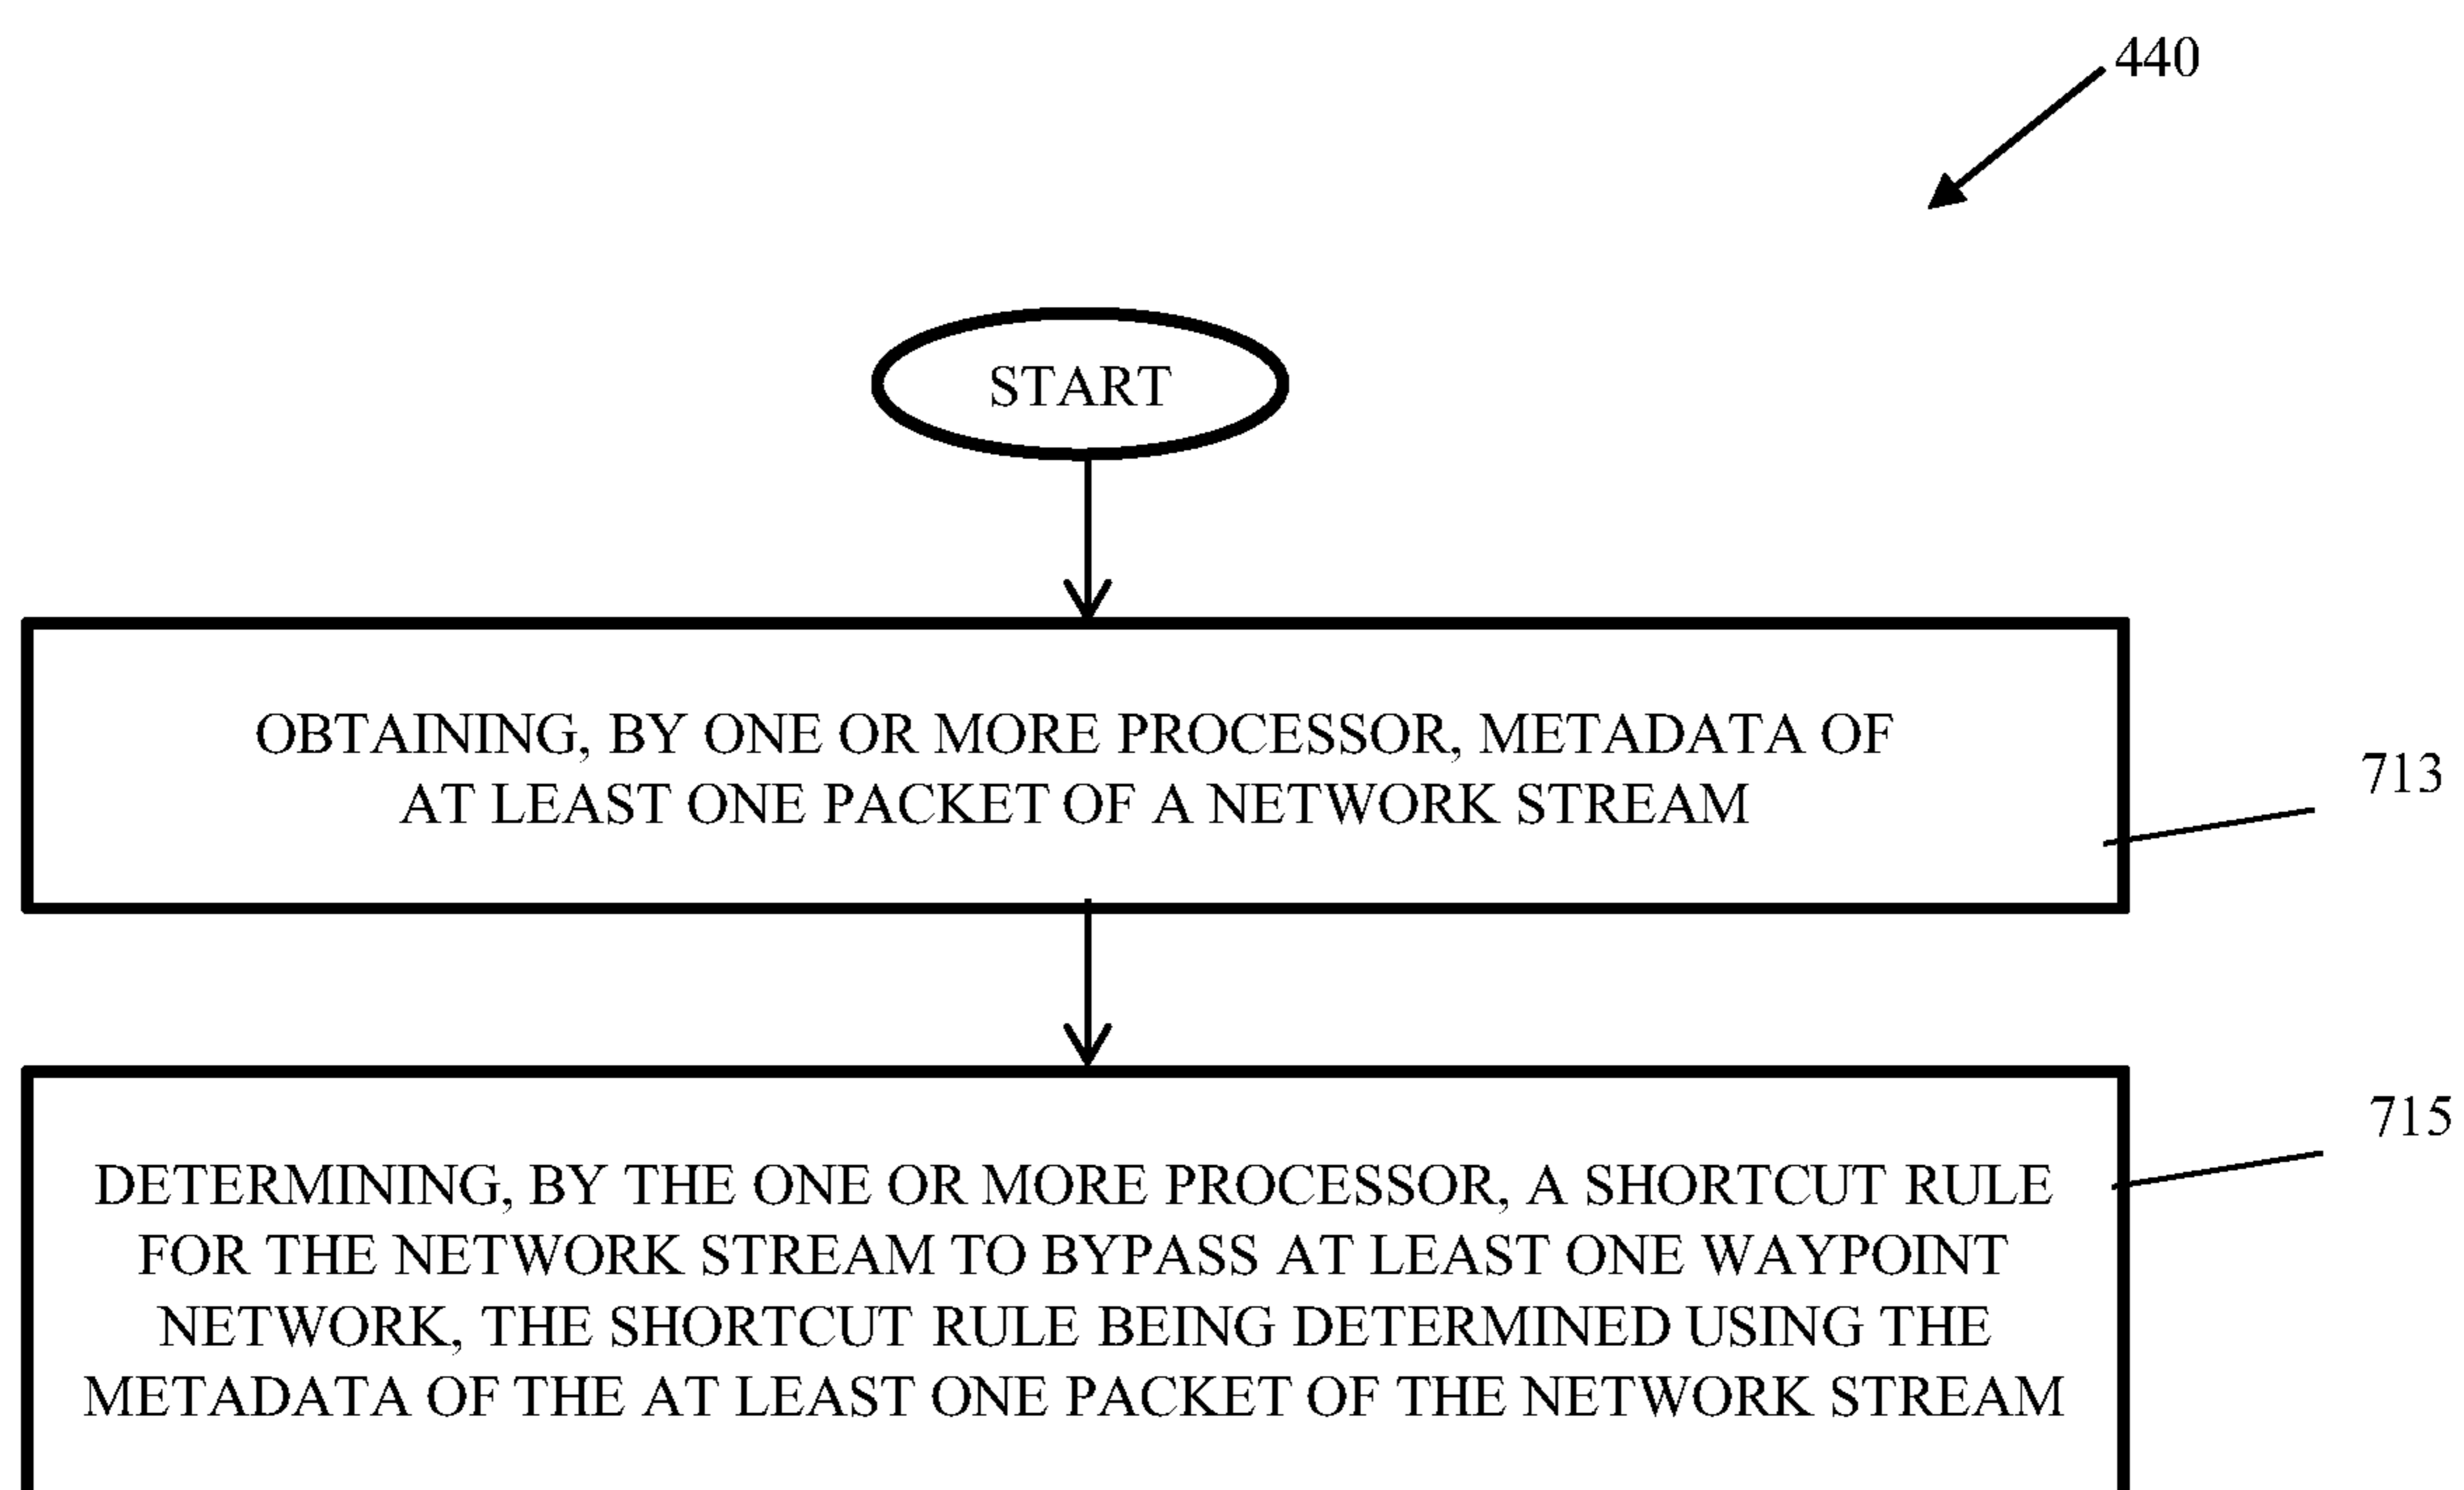 440
START
OBTAINING, BY ONE OR MORE PROCESSOR, METADATA OF
AT LEAST ONE PACKET OF A NETWORK STREAM
713
715
DETERMINING, BY THE ONE OR MORE PROCESSOR, A SHORTCUT RULE
FOR THE NETWORK STREAM TO BYPASS AT LEAST ONE WAYPOINT
NETWORK, THE SHORTCUT RULE BEING DETERMINED USING THE
METADATA OF THE AT LEAST ONE PACKET OF THE NETWORK STREAM